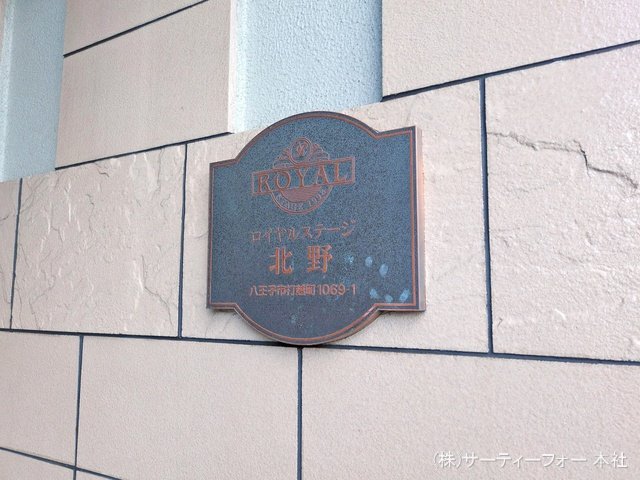 ROYAL
ロイヤルステージ
北野
八王子市打越町1069-1
(株)サーティーフォー 本社